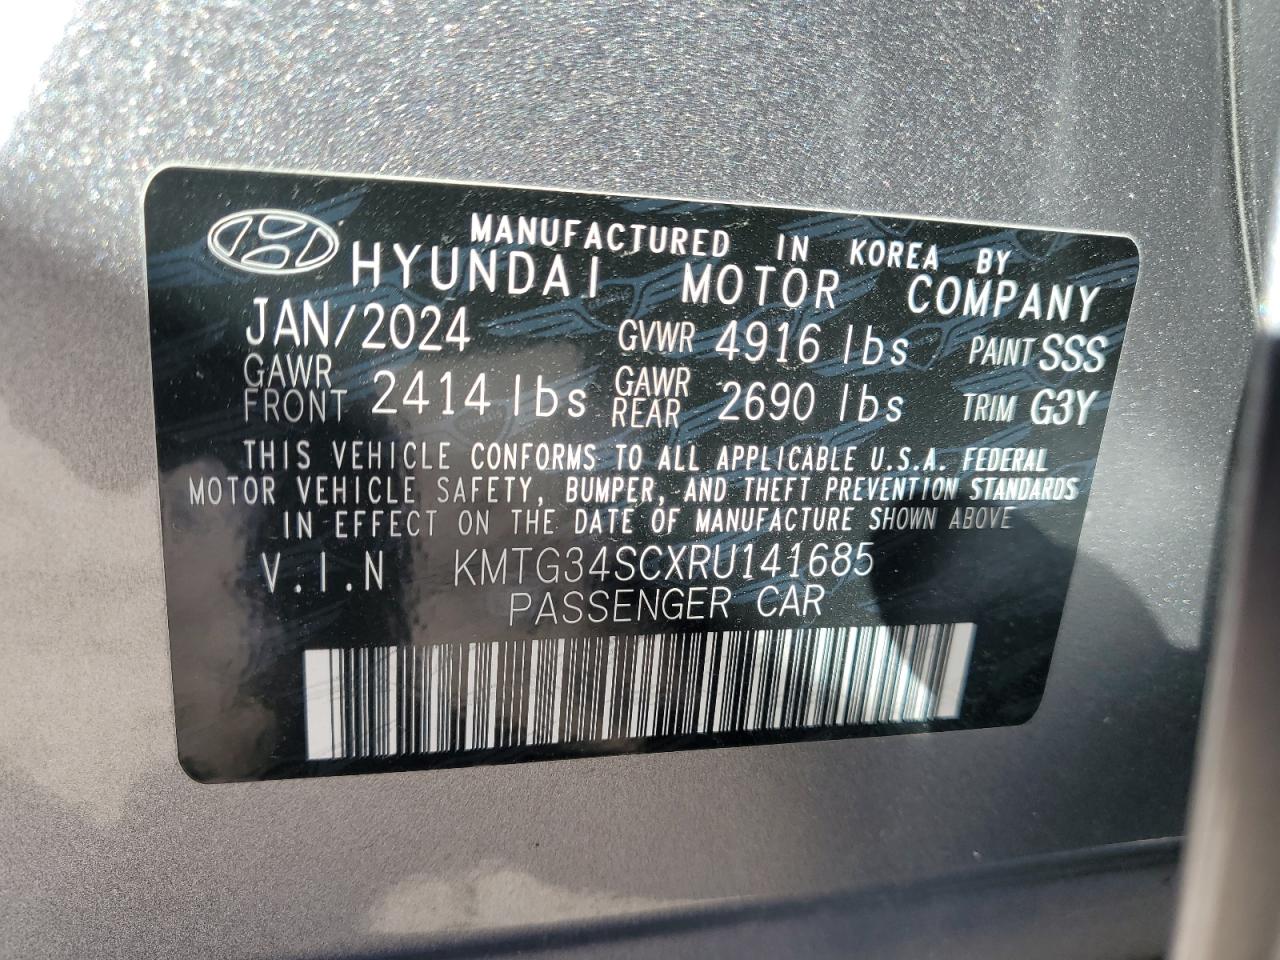 MANUFACTURED IN KOREA BY
HYUNDAI MOTOR COMPANY
JAN/2024 GVWR 4916 lbs PAINT SSS
GAWR FRONT 2414 lbs GAWR REAR 2690 lbs TRIM G3Y
THIS VEHICLE CONFORMS TO ALL APPLICABLE U.S.A. FEDERAL
MOTOR VEHICLE SAFETY, BUMPER, AND THEFT PREVENTION STANDARDS
IN EFFECT ON THE DATE OF MANUFACTURE SHOWN ABOVE
V.I.N KMTG34SCXRU141685
PASSENGER CAR